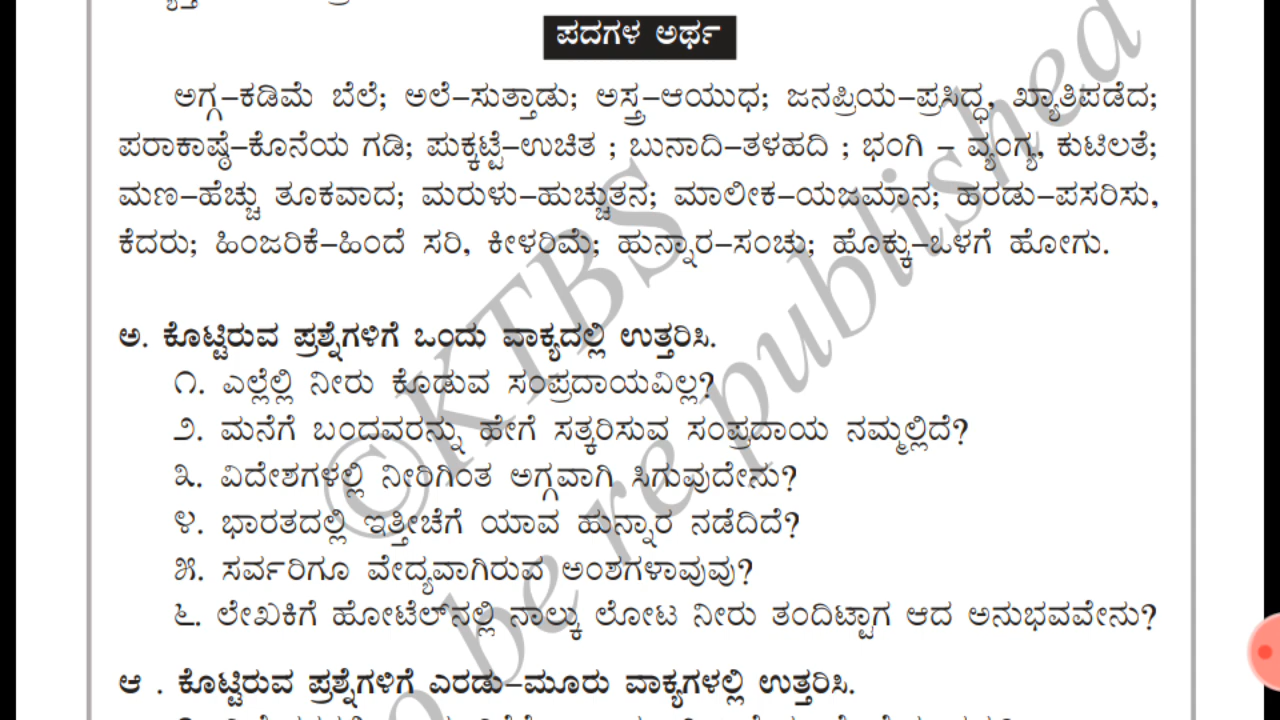 ಪದಗಳ ಅರ್ಥ
ಅಗ್ಗ–ಕಡಿಮೆ ಬೆಲೆ; ಅಲೆ–ಸುತ್ತಾಡು; ಅಸ್ತ್ರ–ಆಯುಧ; ಜನಪ್ರಿಯ–ಪ್ರಸಿದ್ಧ, ಖ್ಯಾತಿಪಡೆದ;
ಪರಾಕಾಷ್ಠೆ–ಕೊನೆಯ ಗಡಿ; ಪುಕ್ಕಟ್ಟೆ–ಉಚಿತ ; ಬುನಾದಿ–ತಳಹದಿ ; ಭಂಗಿ – ವ್ಯಂಗ್ಯ, ಕುಟಿಲತೆ;
ಮಣ–ಹೆಚ್ಚು ತೂಕವಾದ; ಮರುಳು–ಹುಚ್ಚುತನ; ಮಾಲೀಕ–ಯಜಮಾನ; ಹರಡು–ಪಸರಿಸು,
ಕೆದರು; ಹಿಂಜರಿಕೆ–ಹಿಂದೆ ಸರಿ, ಕೀಳರಿಮೆ; ಹುನ್ನಾರ–ಸಂಚು; ಹೊಕ್ಕು–ಒಳಗೆ ಹೋಗು.
ಅ. ಕೊಟ್ಟಿರುವ ಪ್ರಶ್ನೆಗಳಿಗೆ ಒಂದು ವಾಕ್ಯದಲ್ಲಿ ಉತ್ತರಿಸಿ.
೧. ಎಲ್ಲೆಲ್ಲಿ ನೀರು ಕೊಡುವ ಸಂಪ್ರದಾಯವಿಲ್ಲ?
೨. ಮನೆಗೆ ಬಂದವರನ್ನು ಹೇಗೆ ಸತ್ಕರಿಸುವ ಸಂಪ್ರದಾಯ ನಮ್ಮಲ್ಲಿದೆ?
೩. ವಿದೇಶಗಳಲ್ಲಿ ನೀರಿಗಿಂತ ಅಗ್ಗವಾಗಿ ಸಿಗುವುದೇನು?
೪. ಭಾರತದಲ್ಲಿ ಇತ್ತೀಚೆಗೆ ಯಾವ ಹುನ್ನಾರ ನಡೆದಿದೆ?
೫. ಸರ್ವರಿಗೂ ವೇದ್ಯವಾಗಿರುವ ಅಂಶಗಳಾವುವು?
೬. ಲೇಖಕಿಗೆ ಹೋಟೆಲ್‌ನಲ್ಲಿ ನಾಲ್ಕು ಲೋಟ ನೀರು ತಂದಿಟ್ಟಾಗ ಆದ ಅನುಭವವೇನು?
ಆ . ಕೊಟ್ಟಿರುವ ಪ್ರಶ್ನೆಗಳಿಗೆ ಎರಡು–ಮೂರು ವಾಕ್ಯಗಳಲ್ಲಿ ಉತ್ತರಿಸಿ.
©KTBS
be republished